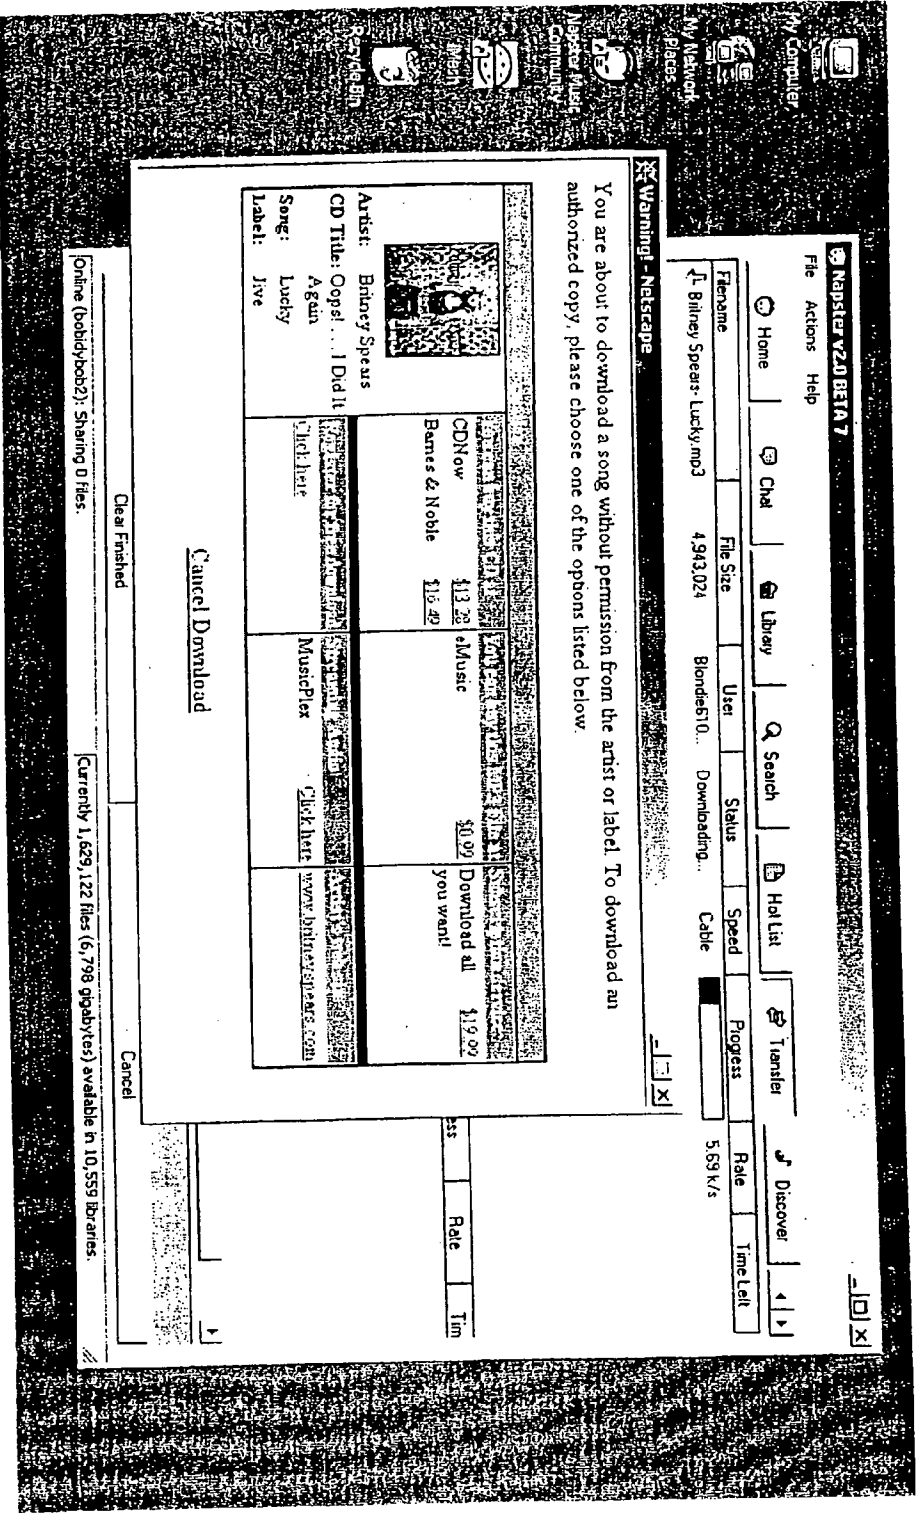 My Computer
My Network
Places
Napster Music
Community
Recycle Bin
Napster v2.0 BETA 7
File Actions Help
Home Chat Library Search Hot List Transfer Discover
Filename File Size User Status Speed Progress Rate Time Left
Britney Spears- Lucky.mp3 4,943,024 Blondie610... Downloading... Cable 5.69 k/s
Warning! - Netscape
You are about to download a song without permission from the artist or label. To download an
authorized copy, please choose one of the options listed below.
Artist: Britney Spears
CD Title: Oops! ... I Did It
Again
Song: Lucky
Label: Jive
CDNow
Barnes & Noble $16.49
eMusic $0.99
Download all $19.99
you want!
Click here
MusicPlex Click here
www.britneyspears.com
Cancel Download
ess Rate Tim
Clear Finished Cancel
Online (bobidybob2): Sharing 0 files.
Currently 1,629,122 files (6,798 gigabytes) available in 10,559 libraries.